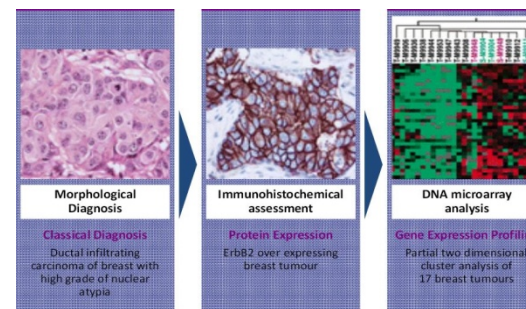 Morphological
Diagnosis
Classical Diagnosis
Ductal infiltrating
carcinoma of breast with
high grade of nuclear
atypia
Immunohistochemical
assessment
Protein Expression
ErbB2 over expressing
breast tumour
DNA microarray
analysis
Gene Expression Profilin
Partial two dimensional
cluster analysis of
17 breast tumours